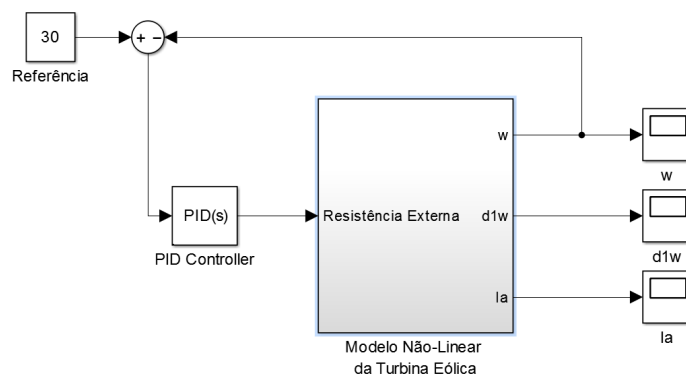 30
+ −
Referência
w
w
PID(s)
Resistência Externa
d1w
PID Controller
d1w
Ia
Modelo Não-Linear
da Turbina Eólica
Ia